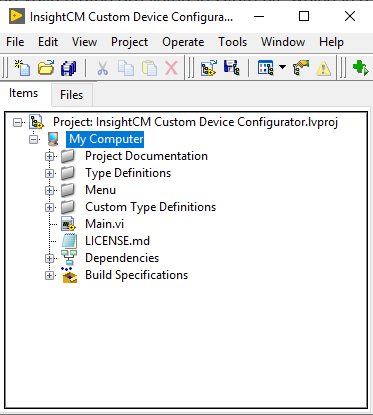 InsightCM Custom Device Configura...
File Edit View Project Operate Tools Window Help
Items Files
Project: InsightCM Custom Device Configurator.lvproj
My Computer
Project Documentation
Type Definitions
Menu
Custom Type Definitions
Main.vi
LICENSE.md
Dependencies
Build Specifications